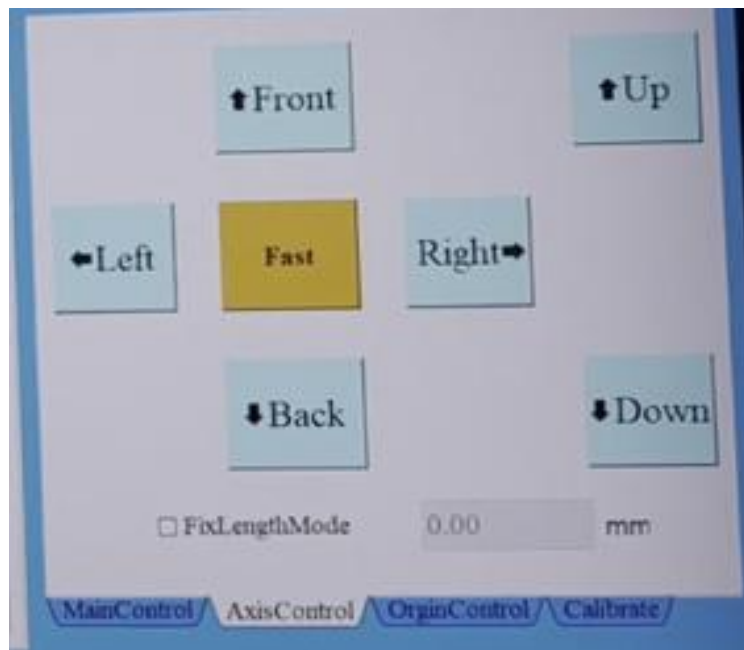 ⬆Front
⬆Up
⬅Left
Fast
Right➡
⬇Back
⬇Down
FixLengthMode 0.00 mm
MainControl AxisControl OrginControl Calibrate